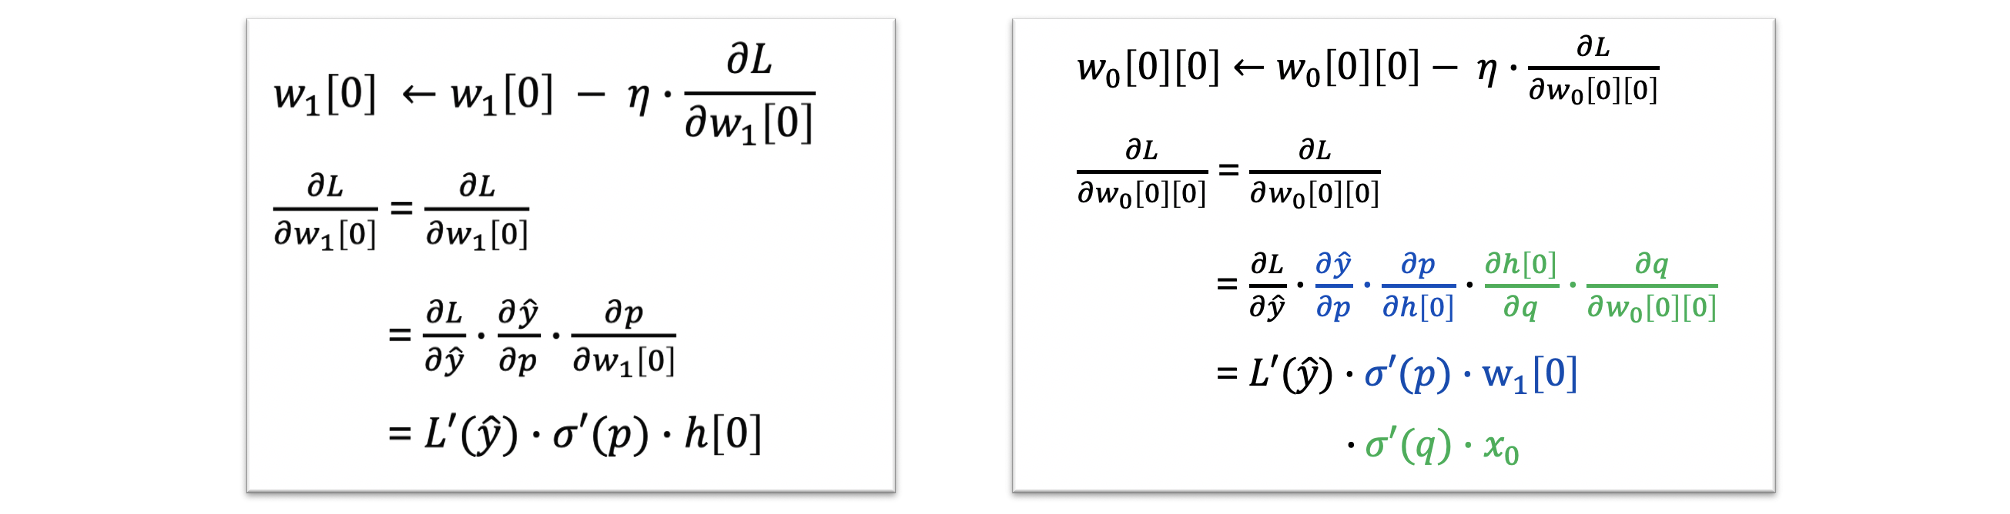 w₁[0] ← w₁[0] − η · ∂L/∂w₁[0]
∂L/∂w₁[0] = ∂L/∂w₁[0]
= ∂L/∂ŷ · ∂ŷ/∂p · ∂p/∂w₁[0]
= L′(ŷ) · σ′(p) · h[0]
w₀[0][0] ← w₀[0][0] − η · ∂L/∂w₀[0][0]
∂L/∂w₀[0][0] = ∂L/∂w₀[0][0]
= ∂L/∂ŷ · ∂ŷ/∂p · ∂p/∂h[0] · ∂h[0]/∂q · ∂q/∂w₀[0][0]
= L′(ŷ) · σ′(p) · w₁[0]
· σ′(q) · x₀